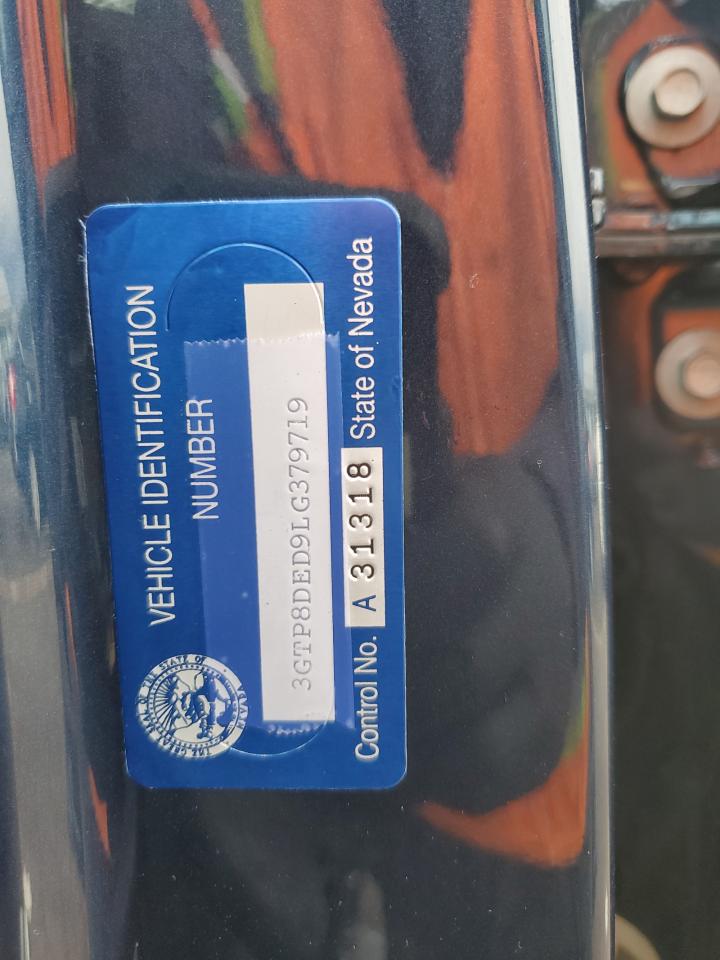 VEHICLE IDENTIFICATION
NUMBER
3GTP8DED9LG379719
Control No. A 31318 State of Nevada